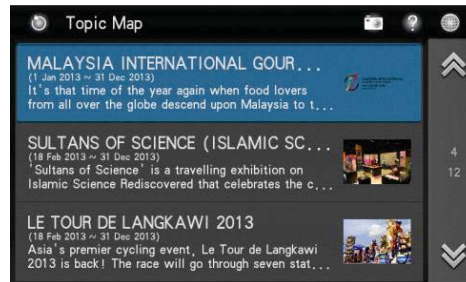 Topic Map
?
MALAYSIA INTERNATIONAL GOUR...
(1 Jan 2013 ~ 31 Dec 2013)
It's that time of the year again when food lovers
from all over the globe descend upon Malaysia to t...
SULTANS OF SCIENCE (ISLAMIC SC...
(18 Feb 2013 ~ 31 Dec 2013)
'Sultans of Science' is a travelling exhibition on
Islamic Science Rediscovered that celebrates the c...
4
12
LE TOUR DE LANGKAWI 2013
(18 Feb 2013 ~ 31 Dec 2013)
Asia's premier cycling event, Le Tour de Langkawi
2013 is back! The race will go through seven stat...